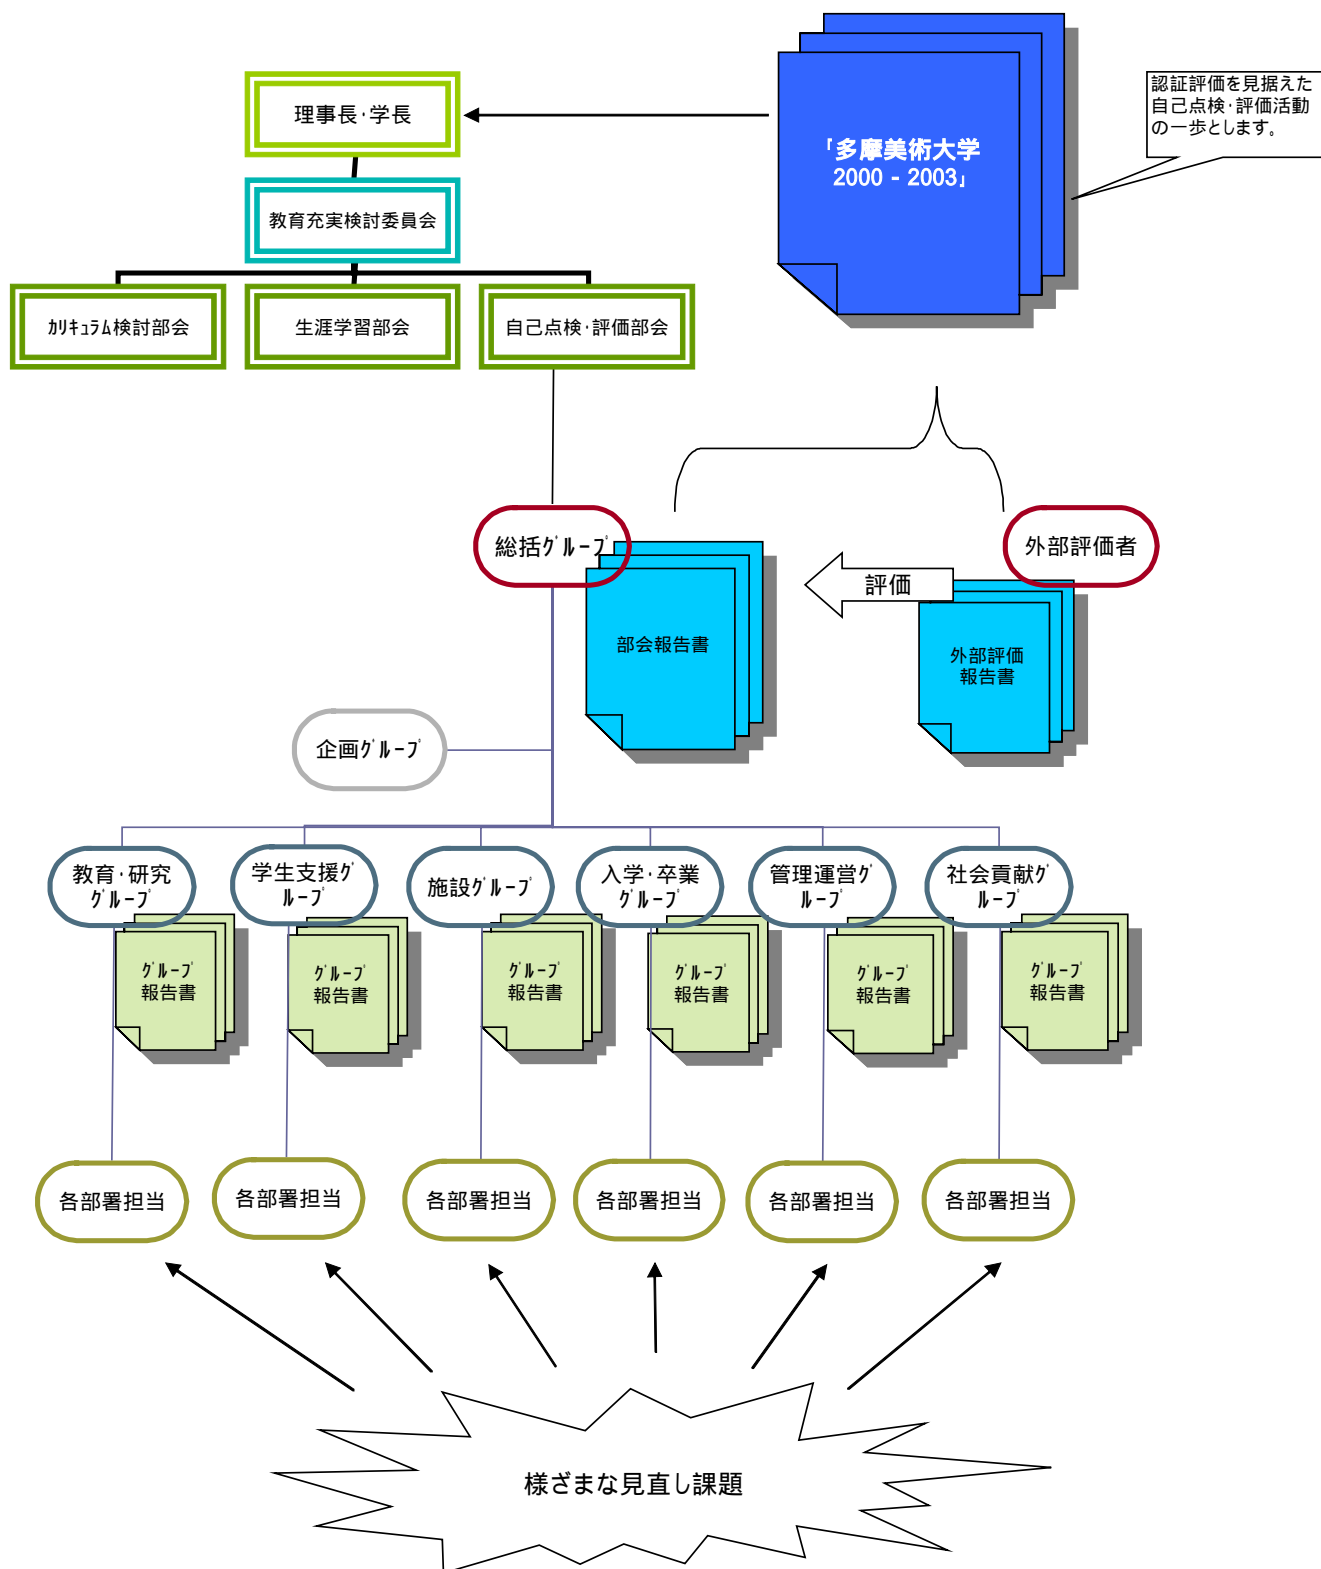 理事長・学長
「多摩美術大学
2000 - 2003」
認証評価を見据えた
自己点検・評価活動
の一歩とします。
教育充実検討委員会
ｶﾘｷｭﾗﾑ検討部会
生涯学習部会
自己点検・評価部会
総括ｸﾞﾙｰﾌﾟ
外部評価者
評価
部会報告書
外部評価
報告書
企画ｸﾞﾙｰﾌﾟ
教育・研究
ｸﾞﾙｰﾌﾟ
学生支援ｸﾞ
ﾙｰﾌﾟ
施設ｸﾞﾙｰﾌﾟ
入学・卒業
ｸﾞﾙｰﾌﾟ
管理運営ｸﾞ
ﾙｰﾌﾟ
社会貢献ｸﾞ
ﾙｰﾌﾟ
ｸﾞﾙｰﾌﾟ
報告書
ｸﾞﾙｰﾌﾟ
報告書
ｸﾞﾙｰﾌﾟ
報告書
ｸﾞﾙｰﾌﾟ
報告書
ｸﾞﾙｰﾌﾟ
報告書
ｸﾞﾙｰﾌﾟ
報告書
各部署担当
各部署担当
各部署担当
各部署担当
各部署担当
各部署担当
様ざまな見直し課題